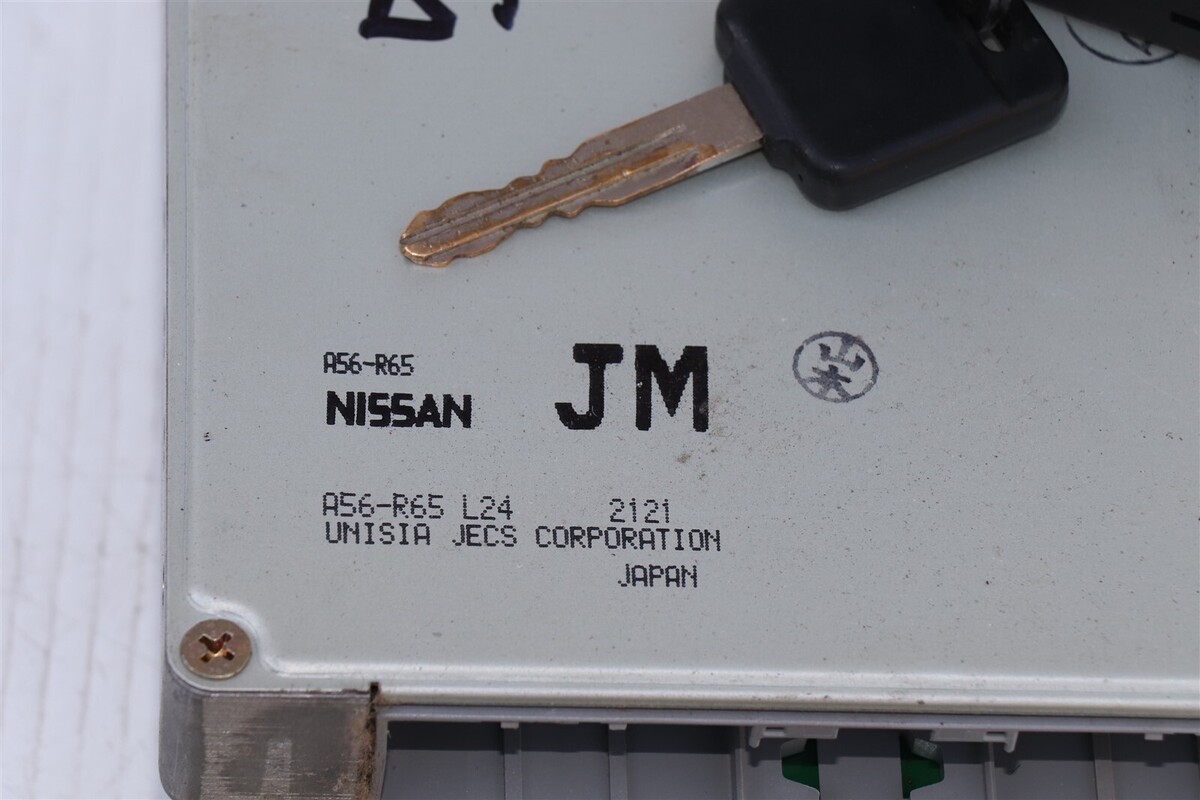 A56-R65
NISSAN JM
A56-R65 L24 2121
UNISIA JECS CORPORATION
JAPAN